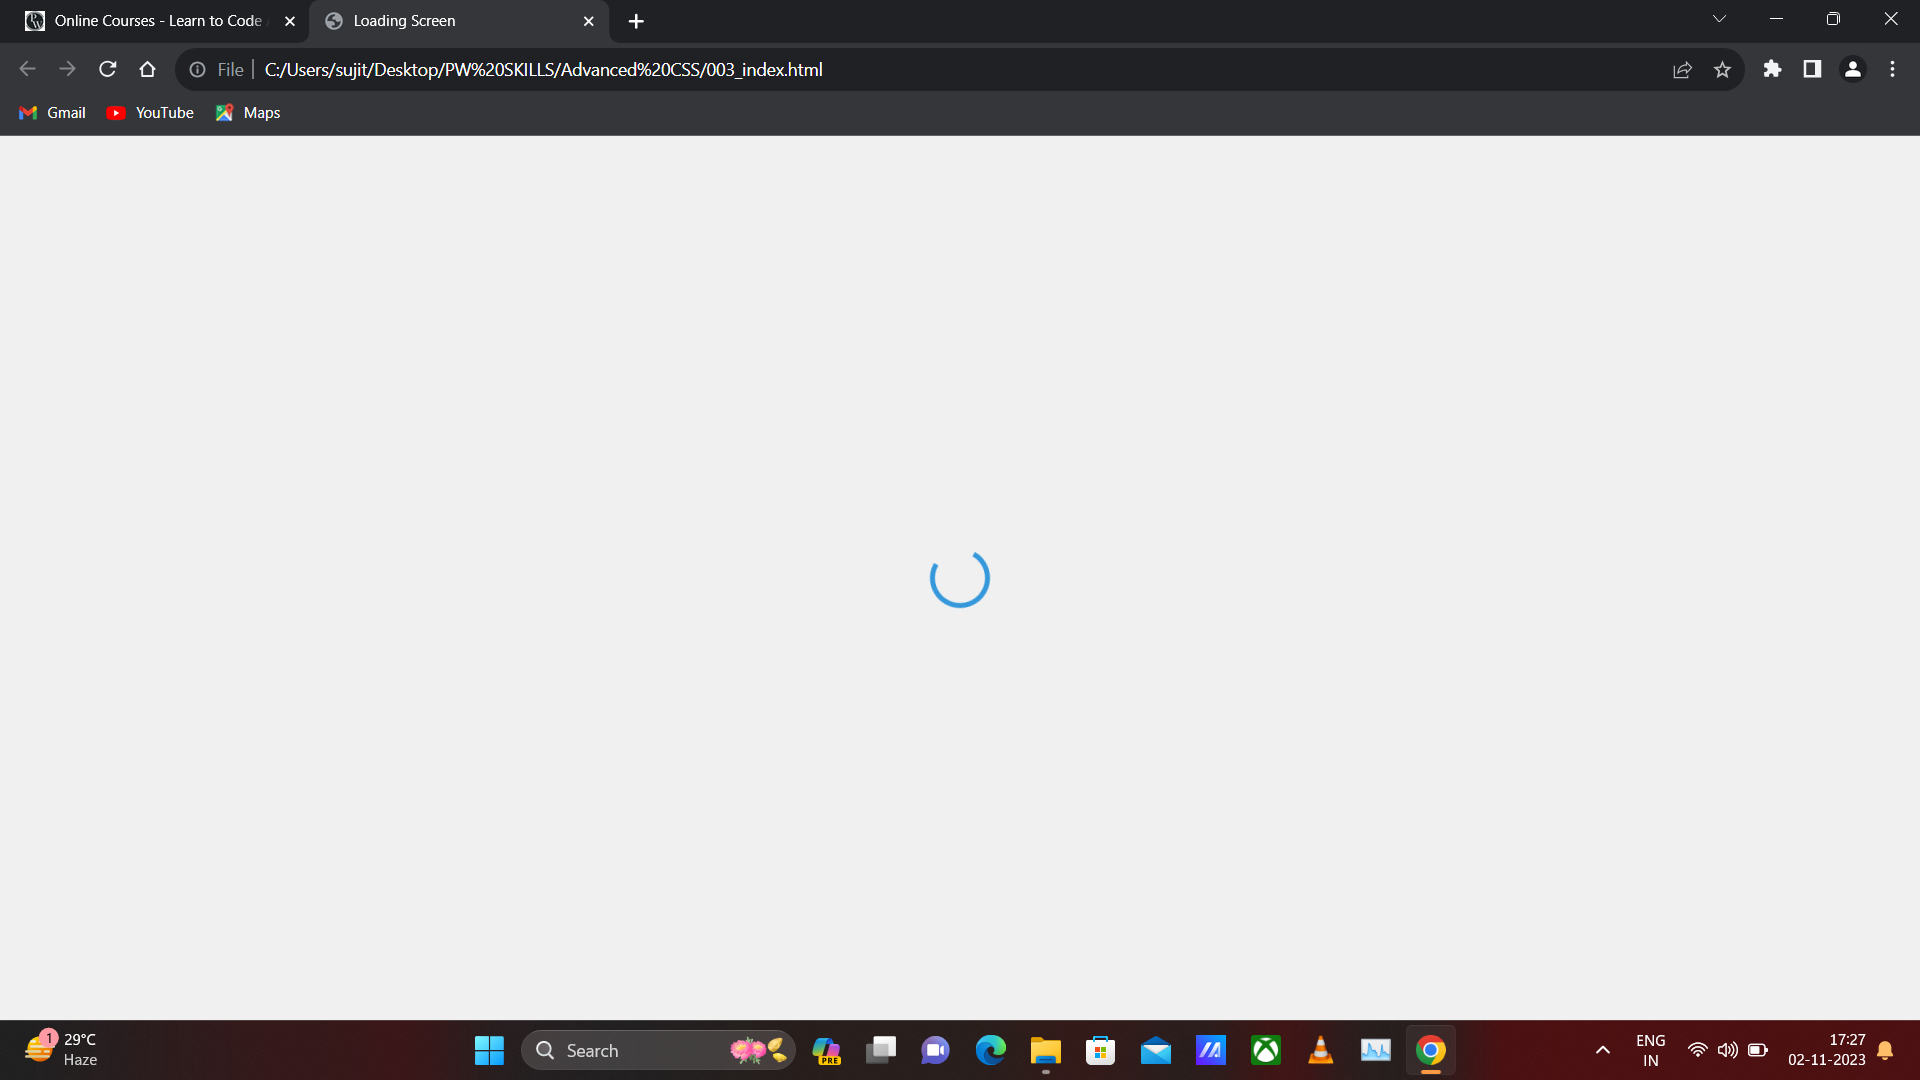 Online Courses - Learn to Code
Loading Screen
File
C:/Users/sujit/Desktop/PW%20SKILLS/Advanced%20CSS/003_index.html
Gmail
YouTube
Maps
1
29°C
Haze
Search
PRE
ENG
IN
17:27
02-11-2023